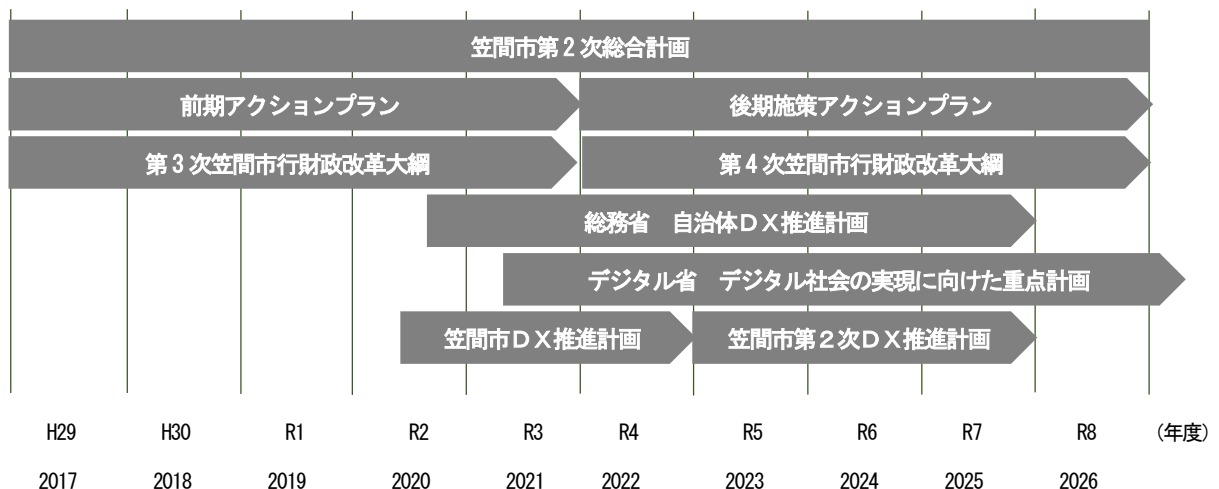 笠間市第２次総合計画
前期アクションプラン　後期施策アクションプラン
第３次笠間市行財政改革大綱　第４次笠間市行財政改革大綱
総務省　自治体ＤＸ推進計画
デジタル省　デジタル社会の実現に向けた重点計画
笠間市ＤＸ推進計画　笠間市第２次ＤＸ推進計画
H29 H30 R1 R2 R3 R4 R5 R6 R7 R8 (年度)
2017 2018 2019 2020 2021 2022 2023 2024 2025 2026